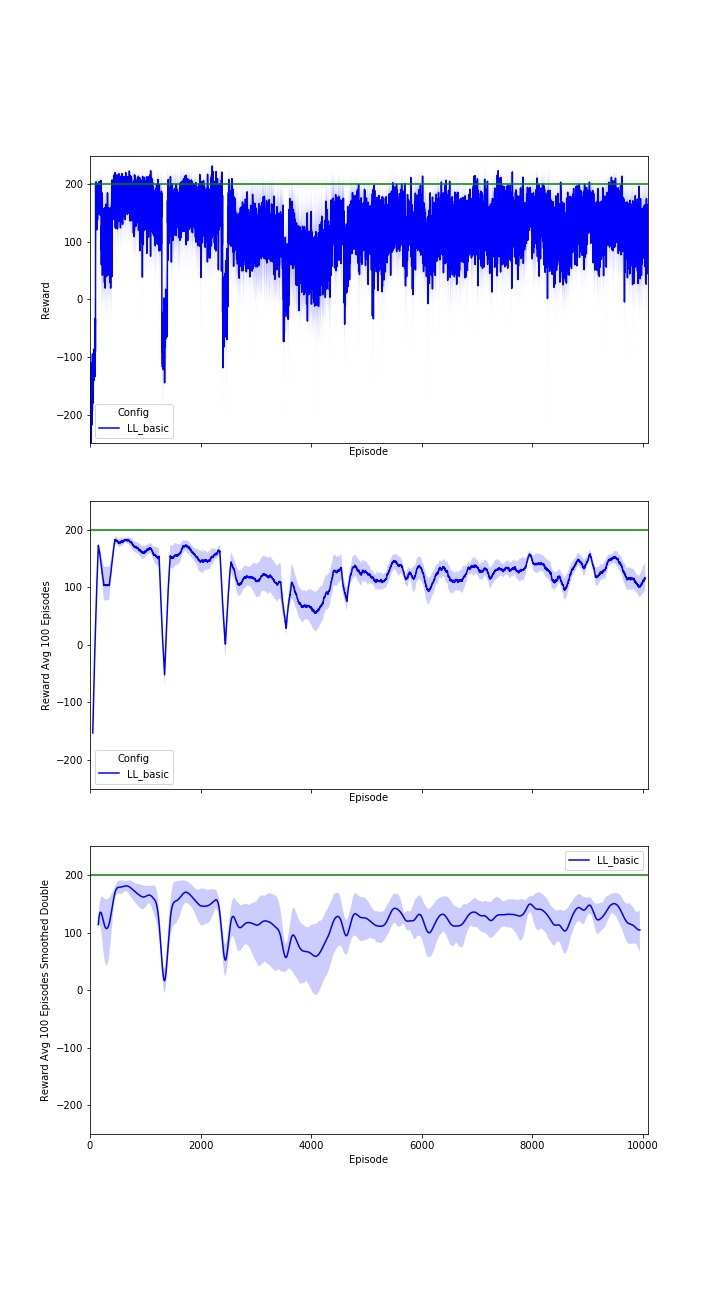 200
100
0
−100
−200
Reward
Config
LL_basic
Episode
200
100
0
−100
−200
Reward Avg 100 Episodes
Config
LL_basic
Episode
LL_basic
200
100
0
−100
−200
Reward Avg 100 Episodes Smoothed Double
0 2000 4000 6000 8000 10000
Episode